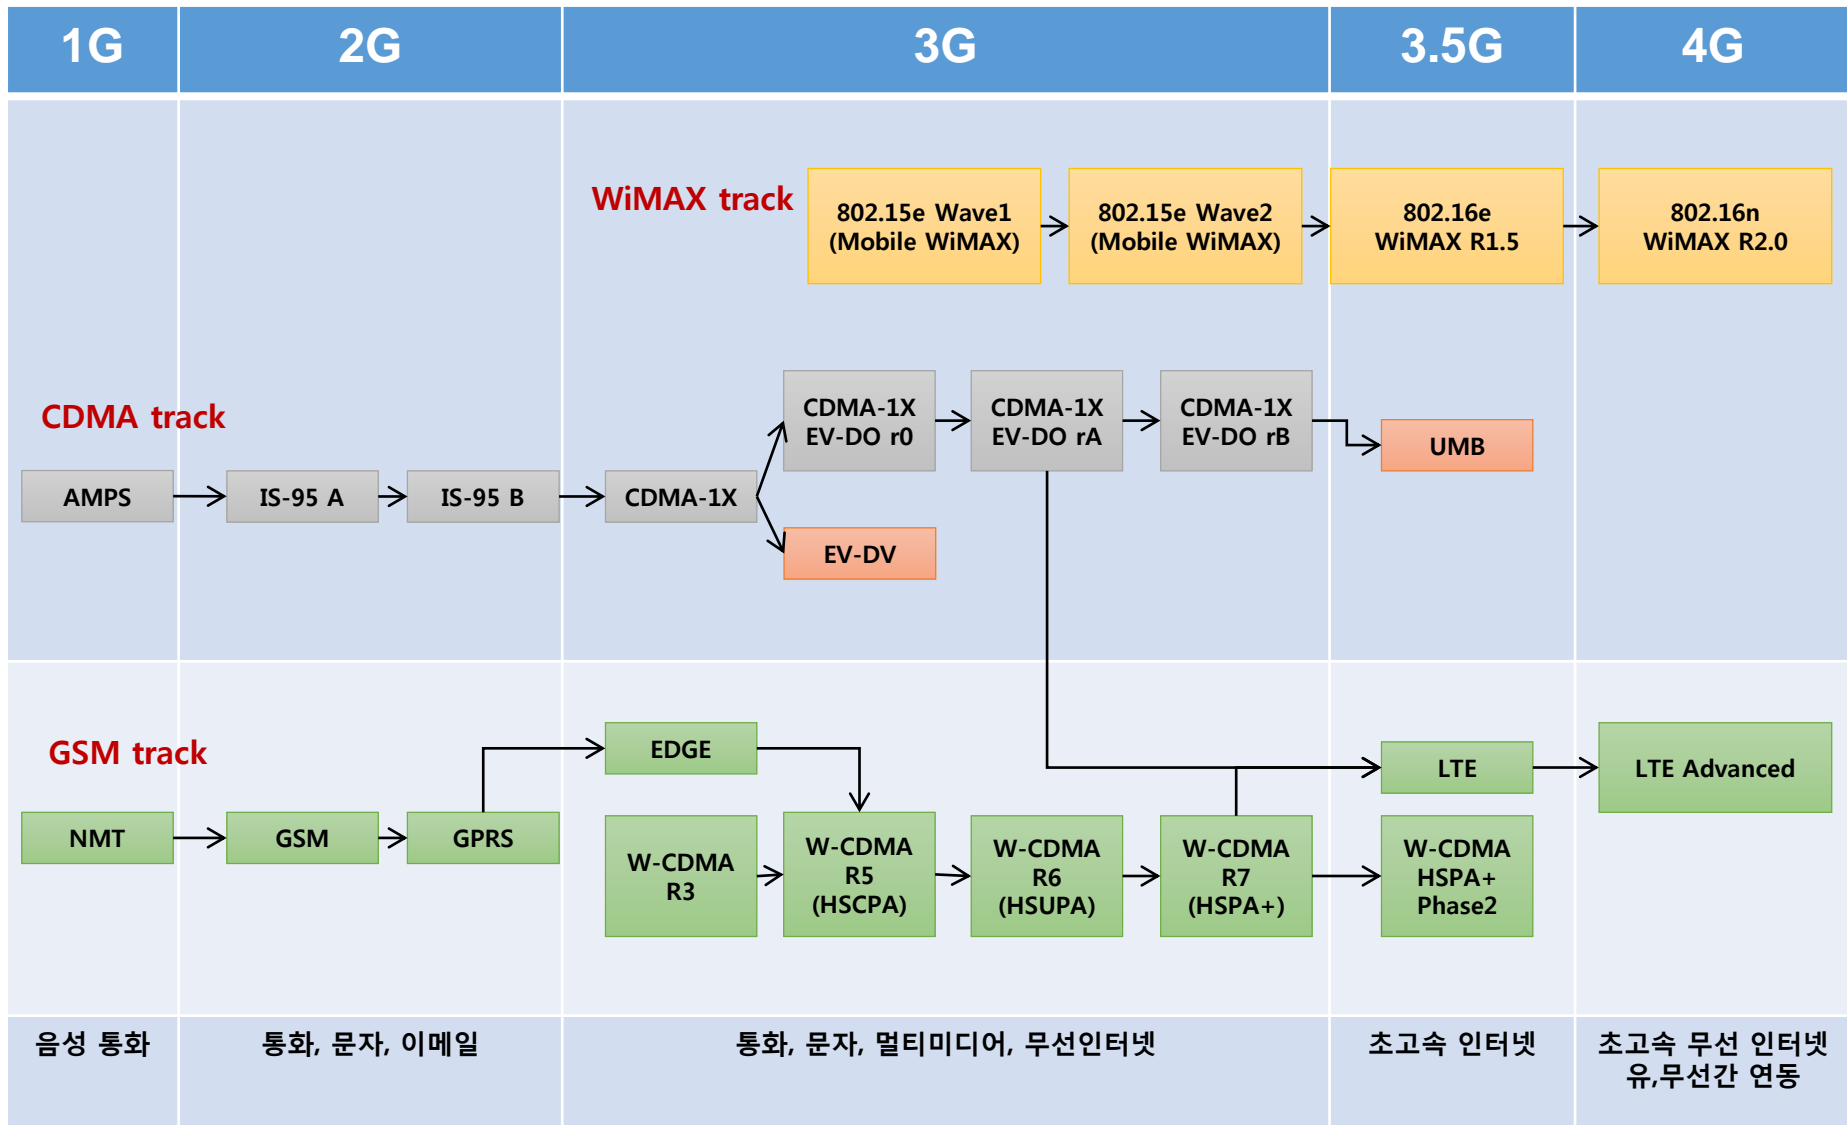 1G
2G
3G
3.5G
4G
WiMAX track
802.15e Wave1
(Mobile WiMAX)
802.15e Wave2
(Mobile WiMAX)
802.16e
WiMAX R1.5
802.16n
WiMAX R2.0
CDMA track
AMPS
IS-95 A
IS-95 B
CDMA-1X
CDMA-1X
EV-DO r0
CDMA-1X
EV-DO rA
CDMA-1X
EV-DO rB
UMB
EV-DV
GSM track
NMT
GSM
GPRS
EDGE
W-CDMA
R3
W-CDMA
R5
(HSCPA)
W-CDMA
R6
(HSUPA)
W-CDMA
R7
(HSPA+)
LTE
LTE Advanced
W-CDMA
HSPA+
Phase2
음성 통화
통화, 문자, 이메일
통화, 문자, 멀티미디어, 무선인터넷
초고속 인터넷
초고속 무선 인터넷
유,무선간 연동